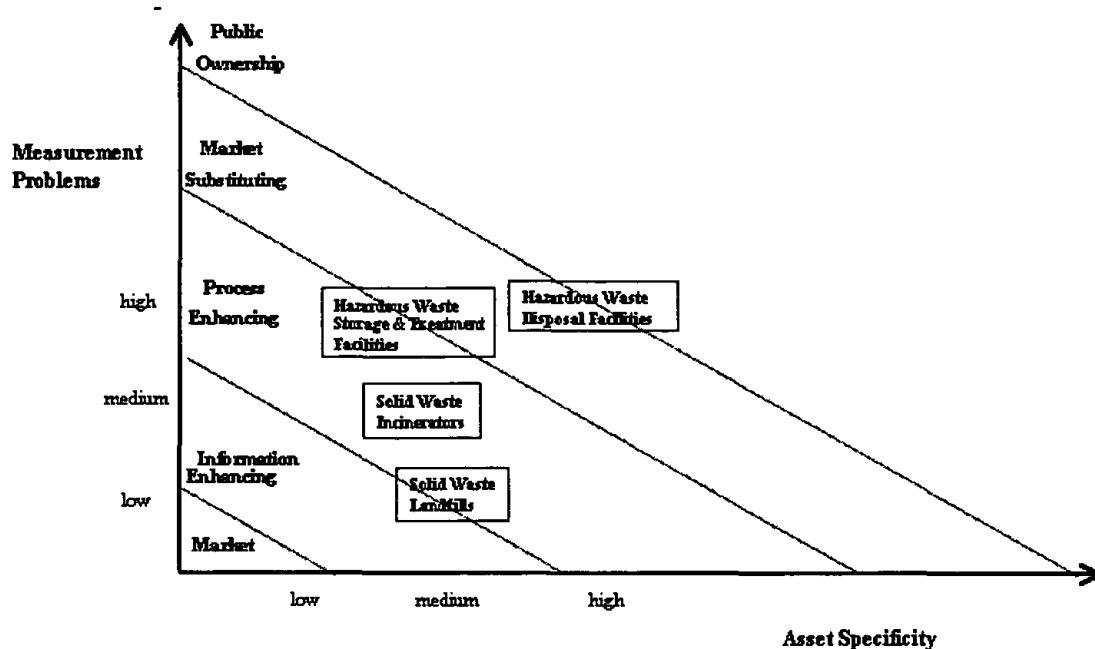 Public
Ownership
Measurement
Problems
Market
Substituting
high
Process
Enhancing
Hazardous Waste
Storage & Treatment
Facilities
Hazardous Waste
Disposal Facilities
medium
Solid Waste
Incinerators
Information
Enhancing
low
Solid Waste
Landfills
Market
low
medium
high
Asset Specificity